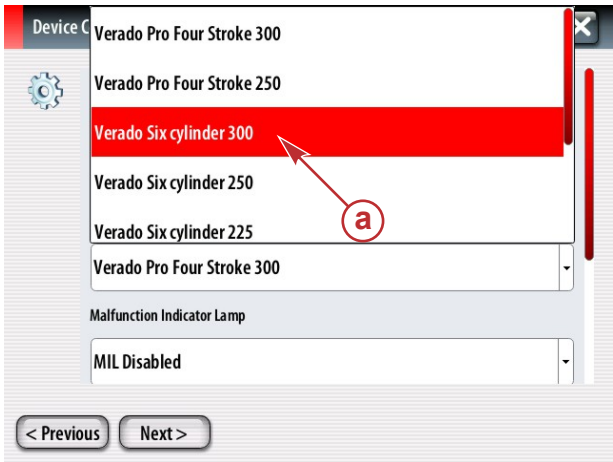 Device C
Verado Pro Four Stroke 300
Verado Pro Four Stroke 250
Verado Six cylinder 300
Verado Six cylinder 250
a
Verado Six cylinder 225
Verado Pro Four Stroke 300
Malfunction Indicator Lamp
MIL Disabled
< Previous Next >